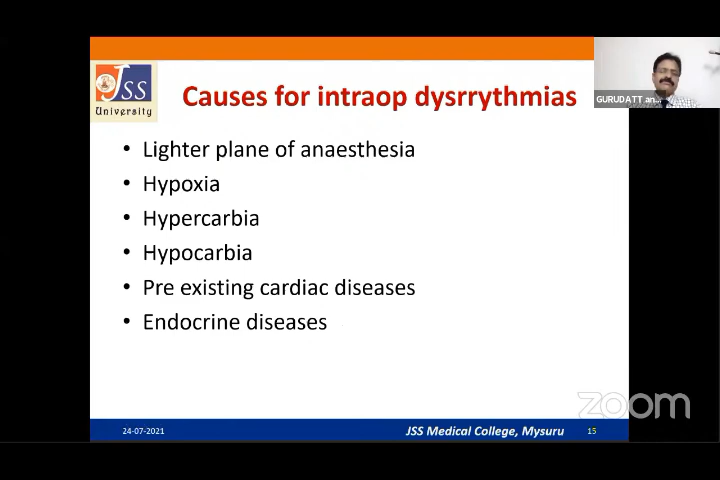 JSS
University
Causes for intraop dysrrythmias
GURUDATT an
• Lighter plane of anaesthesia
• Hypoxia
• Hypercarbia
• Hypocarbia
• Pre existing cardiac diseases
• Endocrine diseases
zoom
24-07-2021
JSS Medical College, Mysuru
15